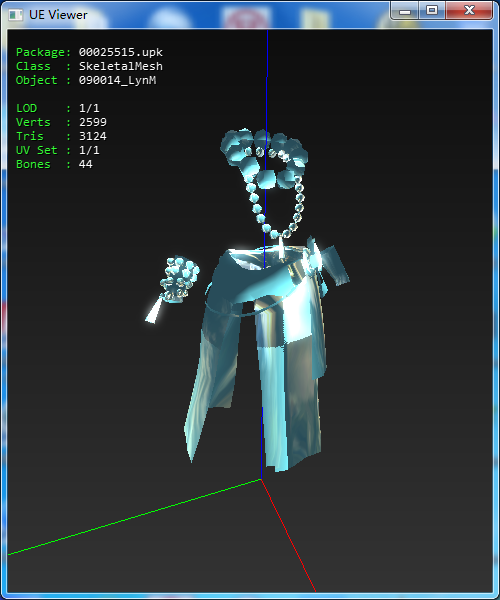 UE Viewer
Package: 00025515.upk
Class : SkeletalMesh
Object : 090014_LynM
LOD : 1/1
Verts : 2599
Tris : 3124
UV Set : 1/1
Bones : 44